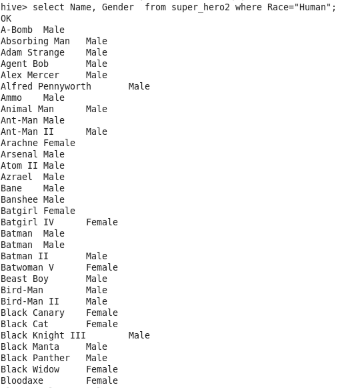 hive> select Name, Gender  from super_hero2 where Race="Human";
OK
A-Bomb	Male
Absorbing Man	Male
Adam Strange	Male
Agent Bob	Male
Alex Mercer	Male
Alfred Pennyworth	Male
Ammo	Male
Animal Man	Male
Ant-Man	Male
Ant-Man II	Male
Arachne	Female
Arsenal	Male
Atom II	Male
Azrael	Male
Bane	Male
Banshee	Male
Batgirl	Female
Batgirl IV	Female
Batman	Male
Batman	Male
Batman II	Male
Batwoman V	Female
Beast Boy	Male
Bird-Man	Male
Bird-Man II	Male
Black Canary	Female
Black Cat	Female
Black Knight III	Male
Black Manta	Male
Black Panther	Male
Black Widow	Female
Bloodaxe	Female